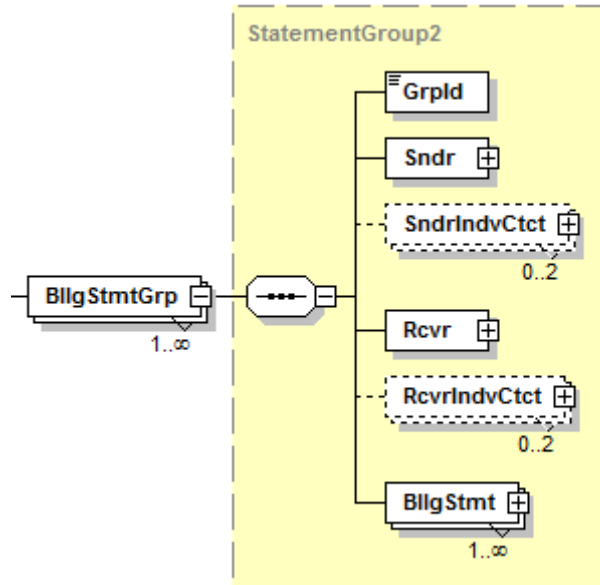 StatementGroup2
GrpId
Sndr
SndrIndvCtct
0..2
BllgStmtGrp
1..∞
Rcvr
RcvrIndvCtct
0..2
BllgStmt
1..∞